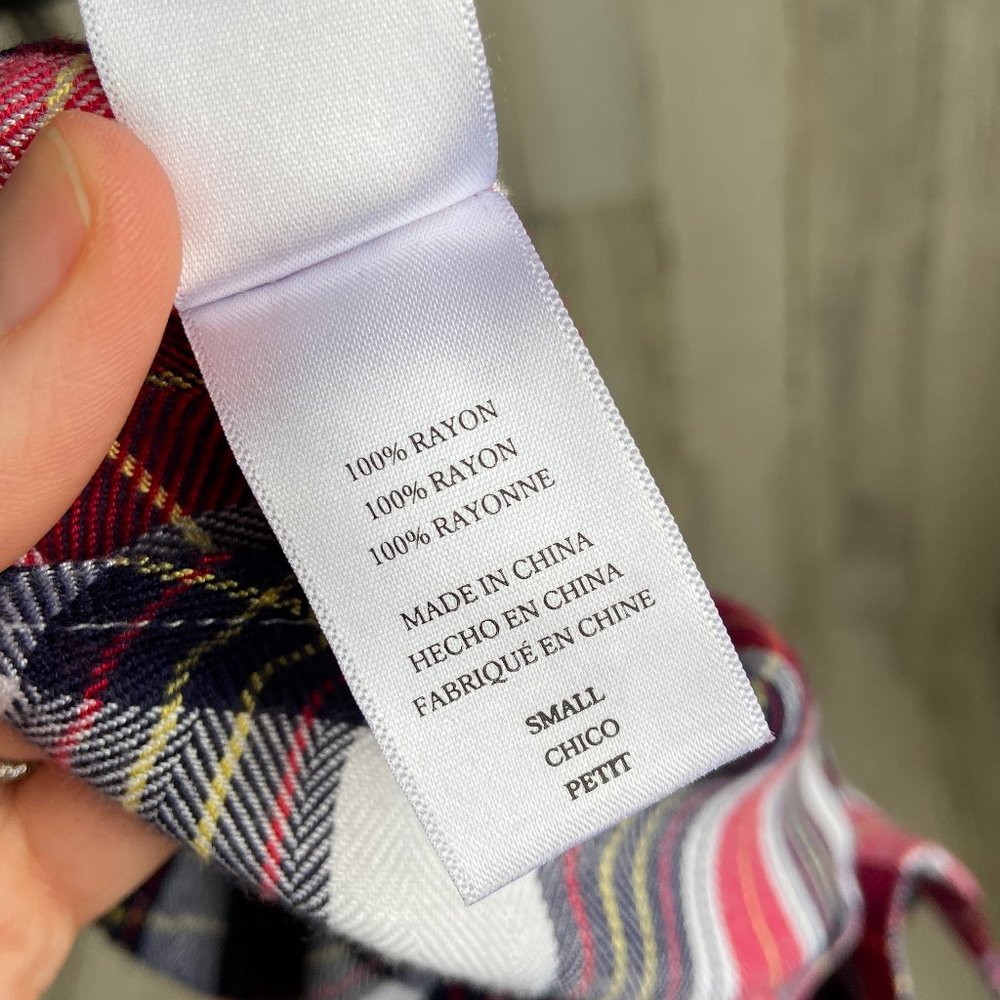 100% RAYON
100% RAYON
100% RAYONNE
MADE IN CHINA
HECHO EN CHINA
FABRIQUÉ EN CHINE
SMALL
CHICO
PETIT